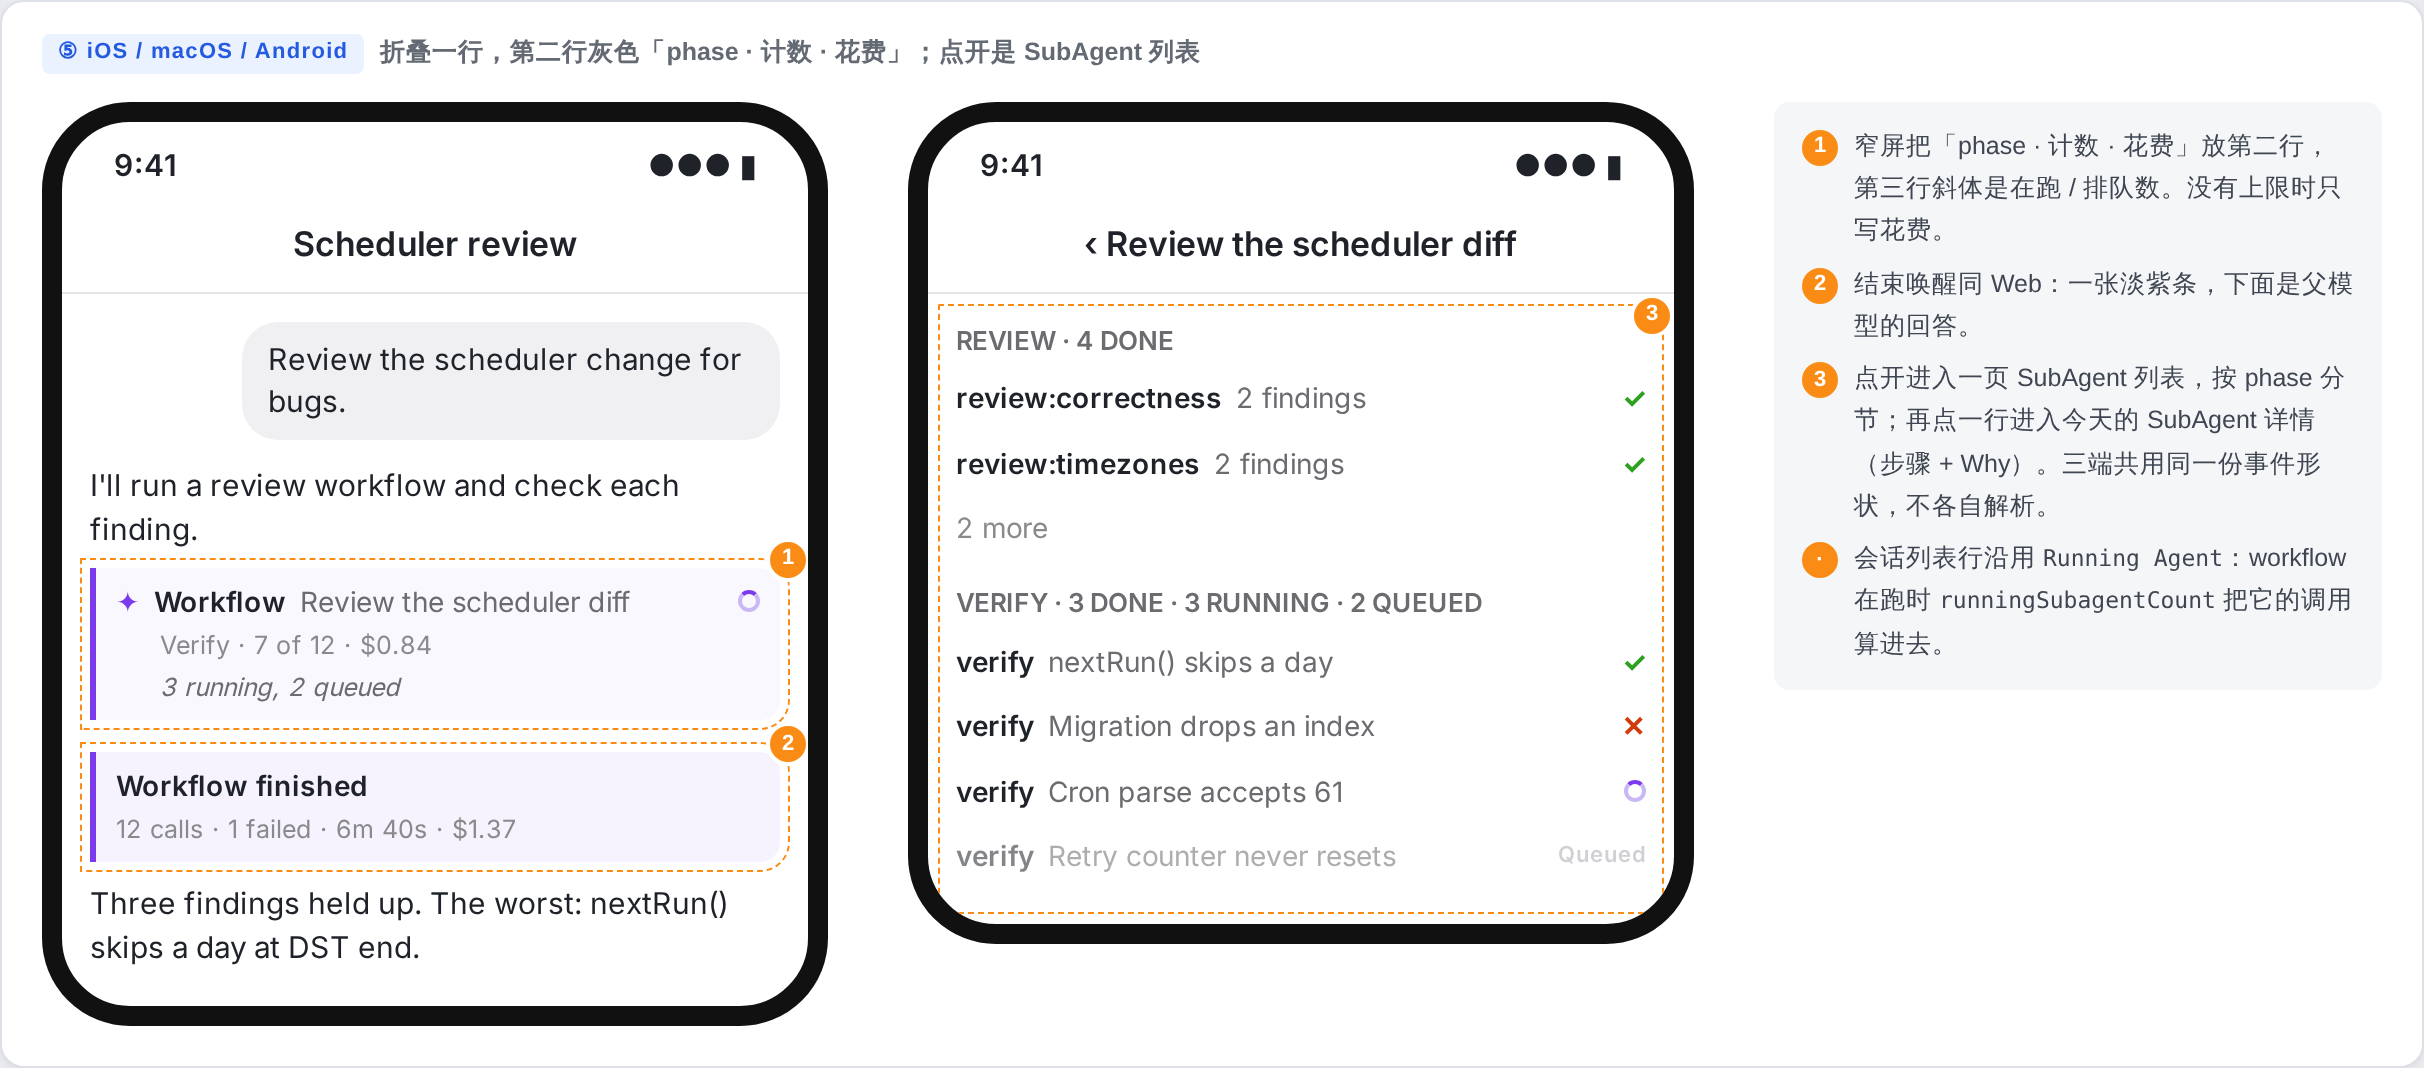 ⑤ iOS / macOS / Android 折叠一行，第二行灰色「phase · 计数 · 花费」；点开是 SubAgent 列表
9:41
Scheduler review
Review the scheduler change for
bugs.
I'll run a review workflow and check each
finding.
1
✦ Workflow Review the scheduler diff
Verify · 7 of 12 · $0.84
3 running, 2 queued
2
Workflow finished
12 calls · 1 failed · 6m 40s · $1.37
Three findings held up. The worst: nextRun()
skips a day at DST end.
9:41
‹ Review the scheduler diff
3
REVIEW · 4 DONE
review:correctness 2 findings ✓
review:timezones 2 findings ✓
2 more
VERIFY · 3 DONE · 3 RUNNING · 2 QUEUED
verify nextRun() skips a day ✓
verify Migration drops an index ✕
verify Cron parse accepts 61
verify Retry counter never resets Queued
1 窄屏把「phase · 计数 · 花费」放第二行，
第三行斜体是在跑 / 排队数。没有上限时只
写花费。
2 结束唤醒同 Web：一张淡紫条，下面是父模
型的回答。
3 点开进入一页 SubAgent 列表，按 phase 分
节；再点一行进入今天的 SubAgent 详情
（步骤 + Why）。三端共用同一份事件形
状，不各自解析。
· 会话列表行沿用 Running Agent：workflow
在跑时 runningSubagentCount 把它的调用
算进去。